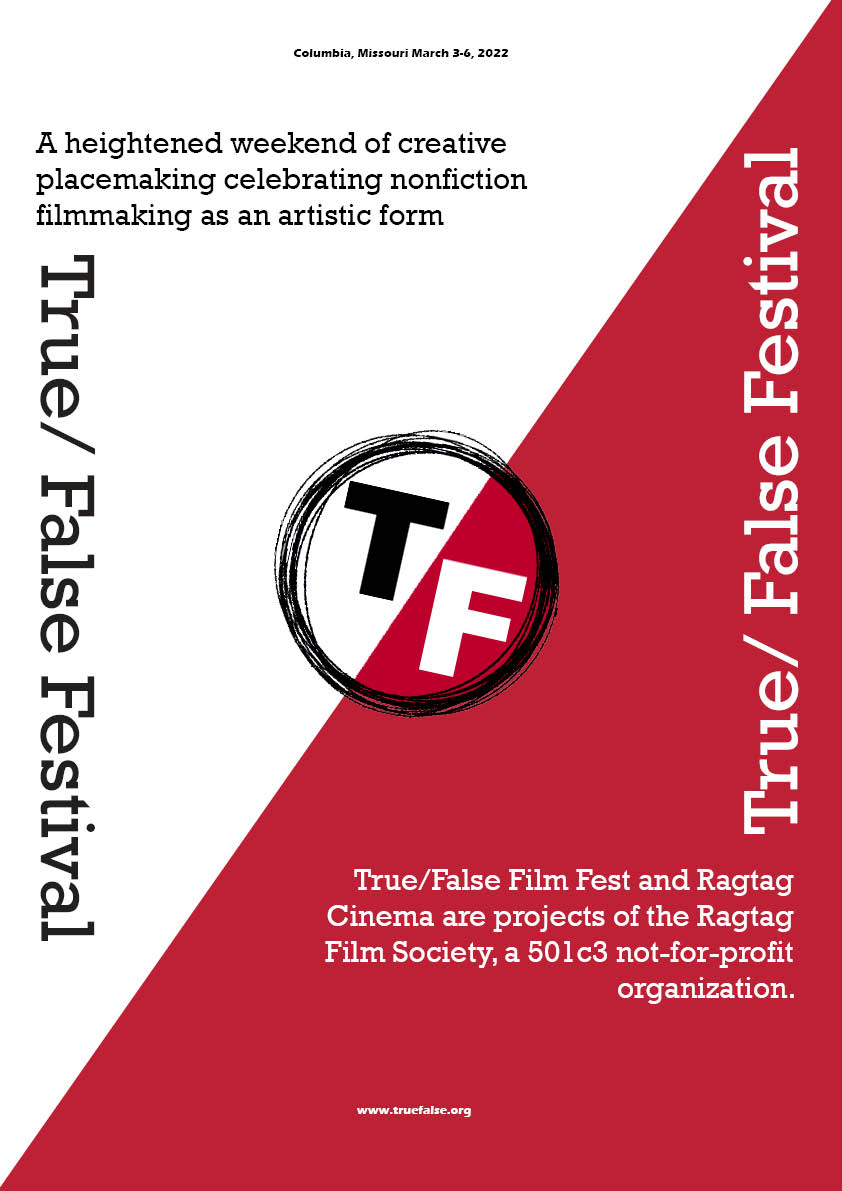 Columbia, Missouri March 3-6, 2022
A heightened weekend of creative
placemaking celebrating nonfiction
filmmaking as an artistic form
True/ False Festival
True/ False Festival
T
F
True/False Film Fest and Ragtag
Cinema are projects of the Ragtag
Film Society, a 501c3 not-for-profit
organization.
www.truefalse.org